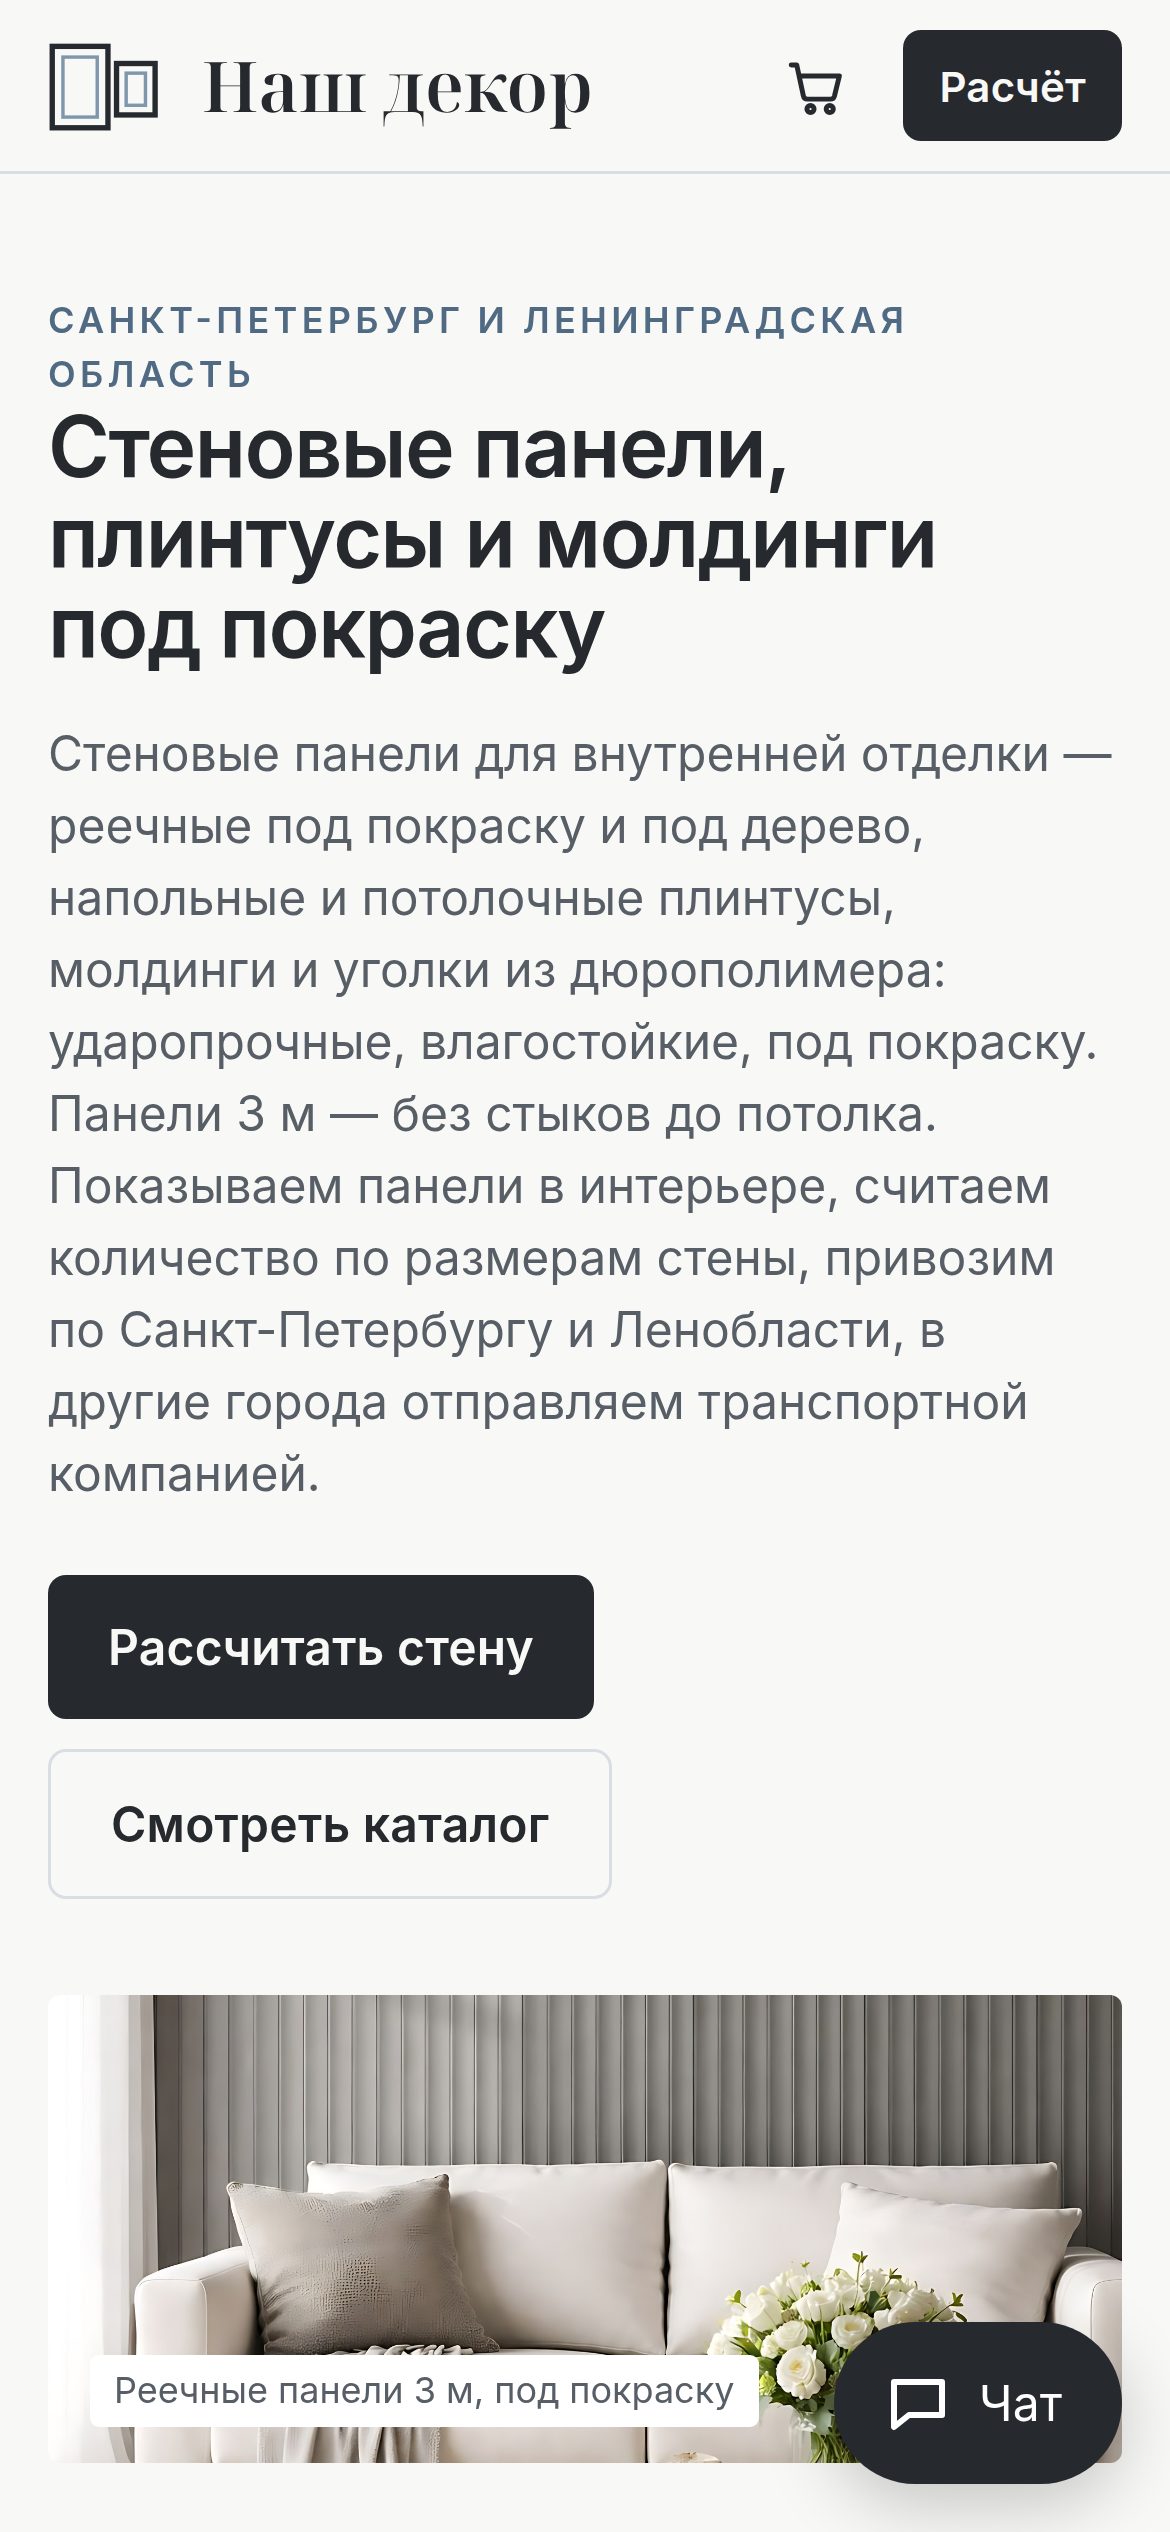 Наш декор
Расчёт
САНКТ-ПЕТЕРБУРГ И ЛЕНИНГРАДСКАЯ
ОБЛАСТЬ
Стеновые панели,
плинтусы и молдинги
под покраску
Стеновые панели для внутренней отделки —
реечные под покраску и под дерево,
напольные и потолочные плинтусы,
молдинги и уголки из дюрополимера:
ударопрочные, влагостойкие, под покраску.
Панели 3 м — без стыков до потолка.
Показываем панели в интерьере, считаем
количество по размерам стены, привозим
по Санкт-Петербургу и Ленобласти, в
другие города отправляем транспортной
компанией.
Рассчитать стену
Смотреть каталог
Реечные панели 3 м, под покраску
Чат